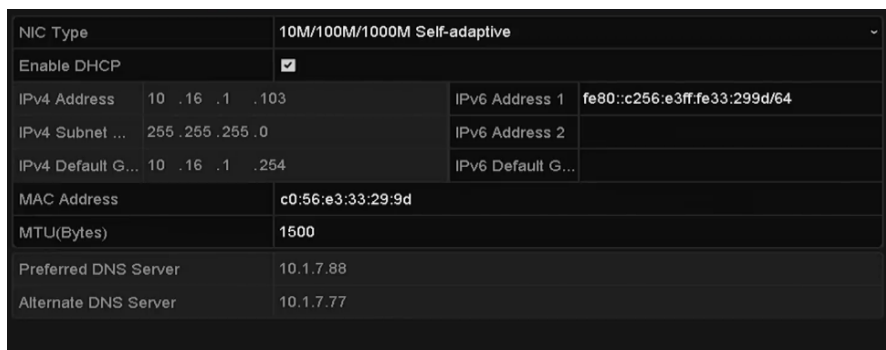 NIC Type 10M/100M/1000M Self-adaptive
Enable DHCP
IPv4 Address 10 .16 .1 .103 IPv6 Address 1 fe80::c256:e3ff:fe33:299d/64
IPv4 Subnet ... 255.255.255.0 IPv6 Address 2
IPv4 Default G... 10 .16 .1 .254 IPv6 Default G...
MAC Address c0:56:e3:33:29:9d
MTU(Bytes) 1500
Preferred DNS Server 10.1.7.88
Alternate DNS Server 10.1.7.77